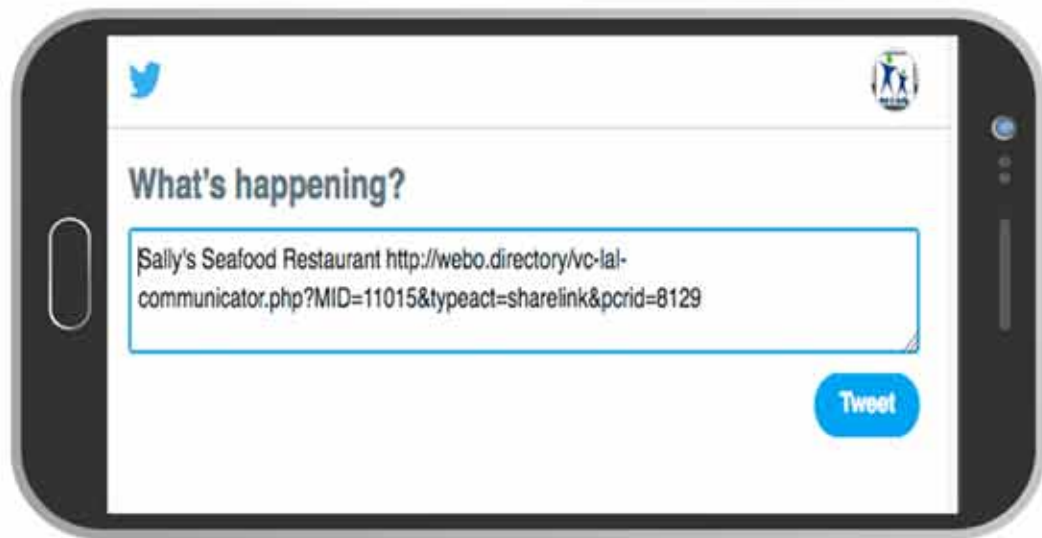 What's happening?
Sally's Seafood Restaurant http://webo.directory/vc-lal-
communicator.php?MID=11015&typeact=sharelink&pcrid=8129
Tweet